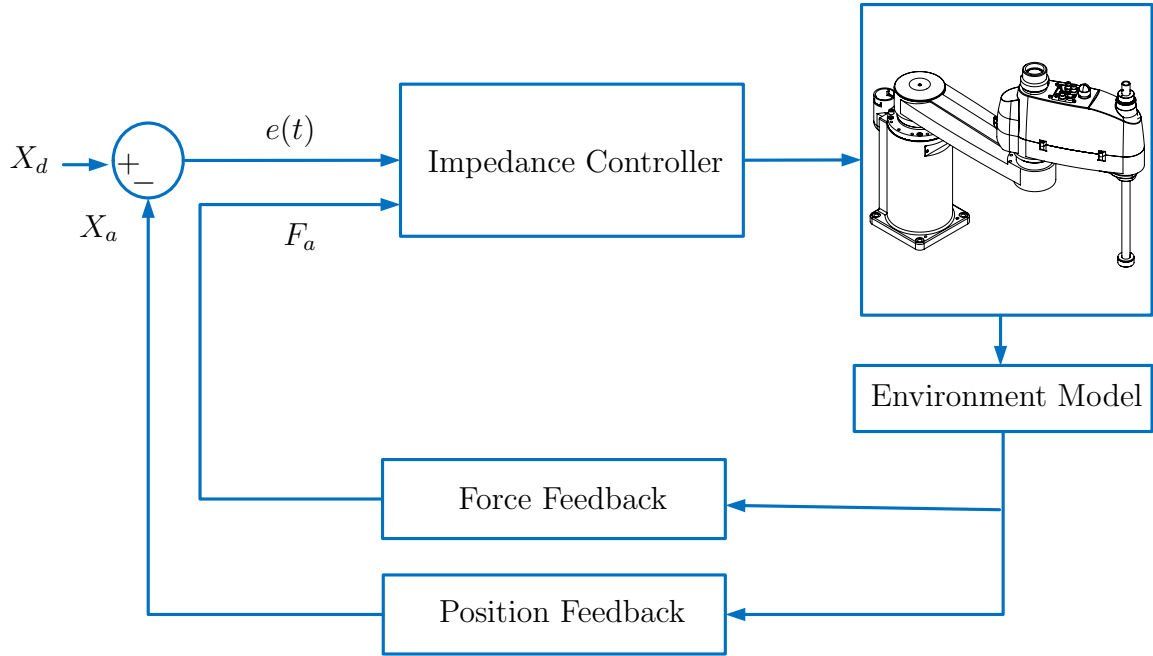 e(t)
X_d
+
−
Impedance Controller
X_a
F_a
Environment Model
Force Feedback
Position Feedback